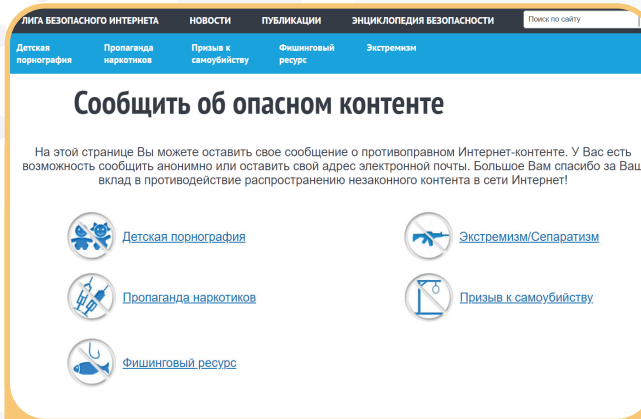 ЛИГА БЕЗОПАСНОГО ИНТЕРНЕТА НОВОСТИ ПУБЛИКАЦИИ ЭНЦИКЛОПЕДИЯ БЕЗОПАСНОСТИ Поиск по сайту
Детская порнография
Пропаганда наркотиков
Призыв к самоубийству
Фишинговый ресурс
Экстремизм
Сообщить об опасном контенте
На этой странице Вы можете оставить свое сообщение о противоправном Интернет-контенте. У Вас есть
возможность сообщить анонимно или оставить свой адрес электронной почты. Большое Вам спасибо за Ваш
вклад в противодействие распространению незаконного контента в сети Интернет!
Детская порнография
Экстремизм/Сепаратизм
Пропаганда наркотиков
Призыв к самоубийству
Фишинговый ресурс